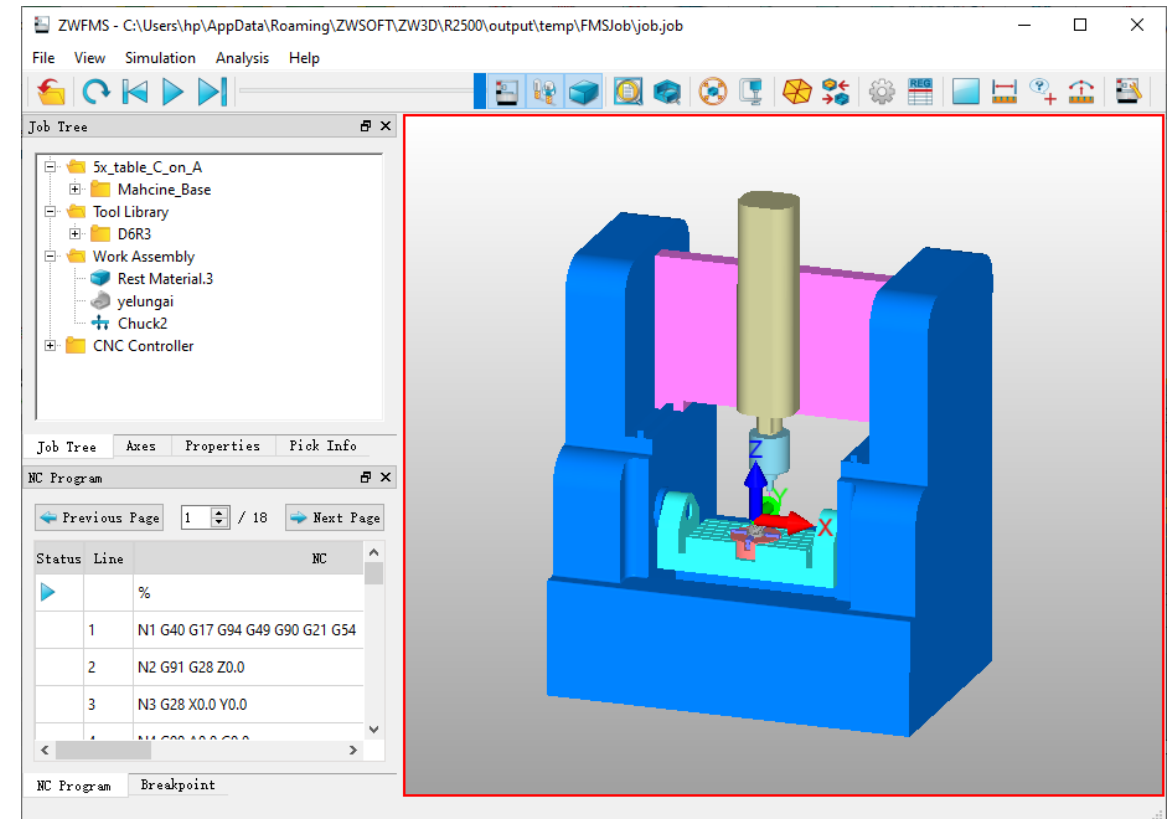 ZWFMS - C:\Users\hp\AppData\Roaming\ZWSOFT\ZW3D\R2500\output\temp\FMSJob\job.job
File View Simulation Analysis Help
REG
Job Tree
5x_table_C_on_A
Mahcine_Base
Tool Library
D6R3
Work Assembly
Rest Material.3
yelungai
Chuck2
CNC Controller
Job Tree Axes Properties Pick Info
NC Program
Previous Page 1 / 18 Next Page
Status Line NC
%
1 N1 G40 G17 G94 G49 G90 G21 G54
2 N2 G91 G28 Z0.0
3 N3 G28 X0.0 Y0.0
NC Program Breakpoint
Z
Y
X